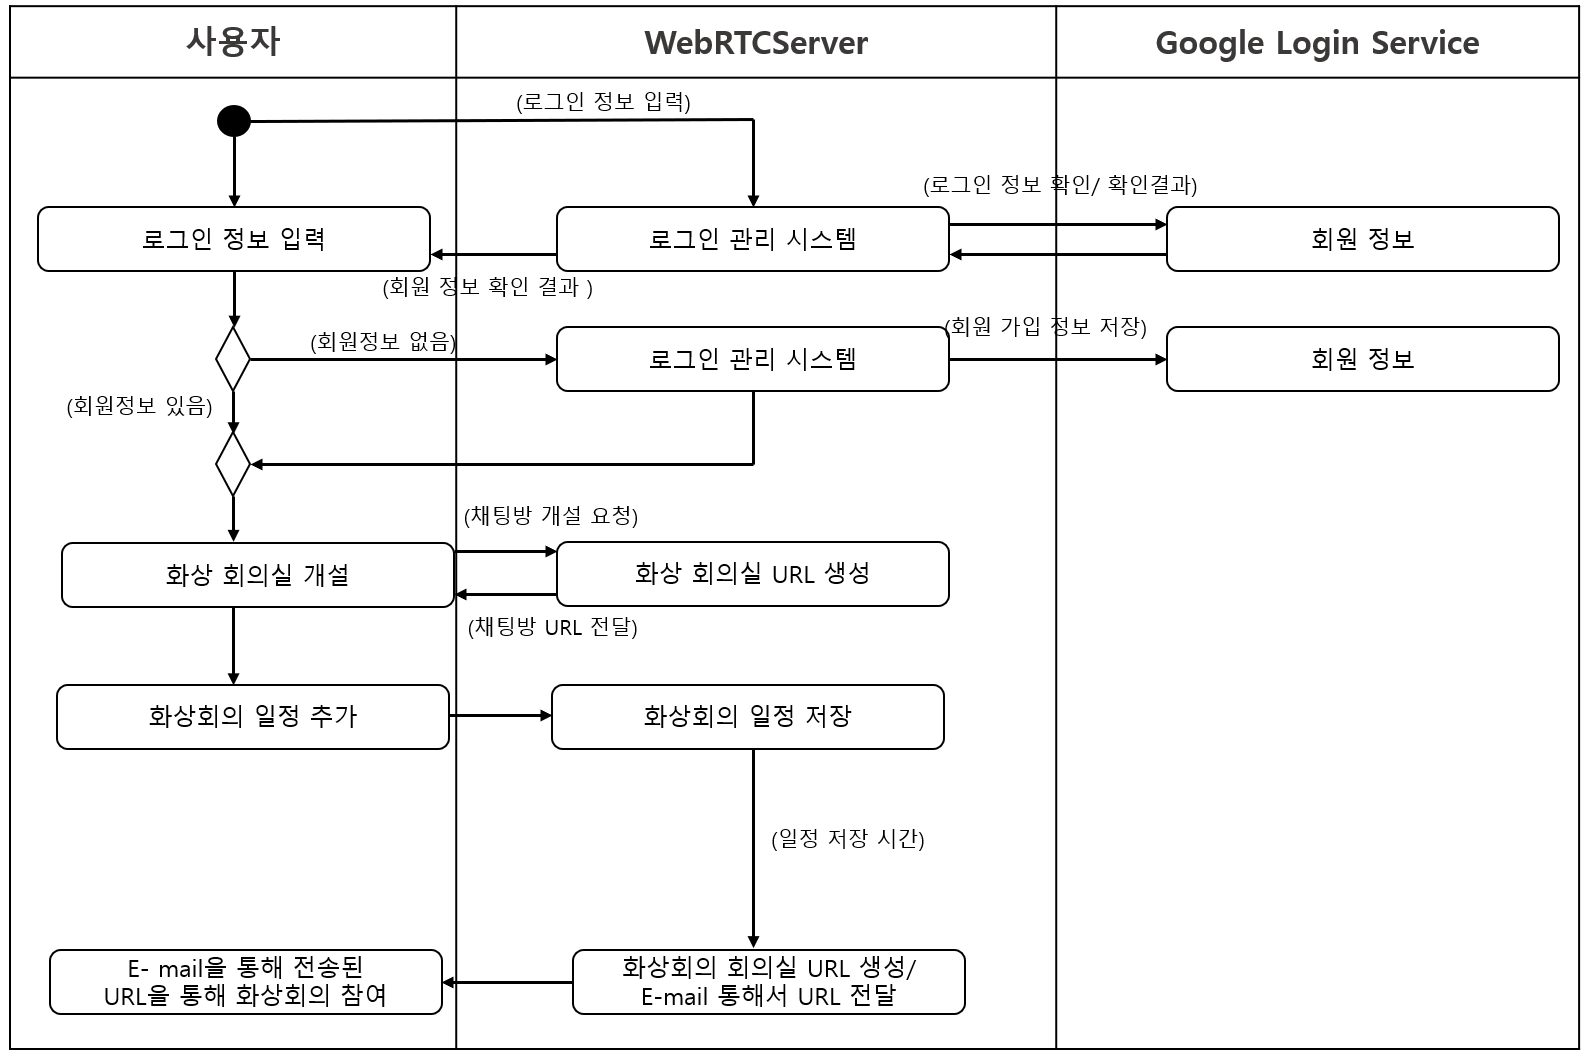 사용자
WebRTCServer
Google Login Service
(로그인 정보 입력)
(로그인 정보 확인/ 확인결과)
로그인 정보 입력
로그인 관리 시스템
회원 정보
(회원 정보 확인 결과 )
(회원정보 없음)
로그인 관리 시스템
(회원 가입 정보 저장)
회원 정보
(회원정보 있음)
(채팅방 개설 요청)
화상 회의실 개설
화상 회의실 URL 생성
(채팅방 URL 전달)
화상회의 일정 추가
화상회의 일정 저장
(일정 저장 시간)
E- mail을 통해 전송된
URL을 통해 화상회의 참여
화상회의 회의실 URL 생성/
E-mail 통해서 URL 전달